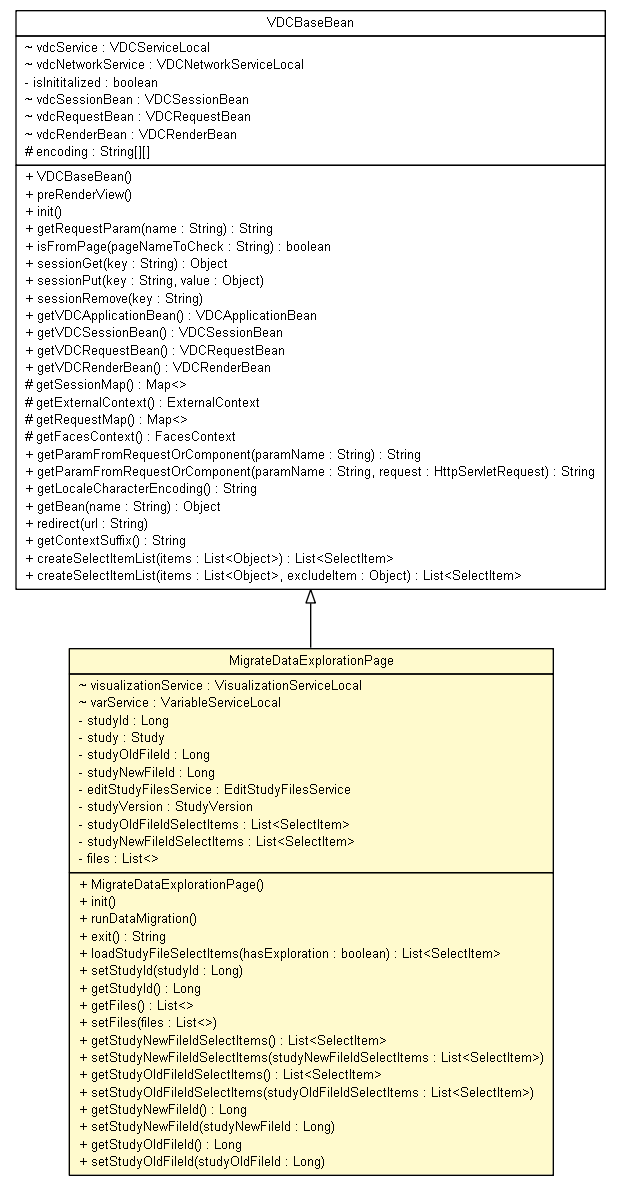 VDCBaseBean
~ vdcService : VDCServiceLocal
~ vdcNetworkService : VDCNetworkServiceLocal
- isInititalized : boolean
~ vdcSessionBean : VDCSessionBean
~ vdcRequestBean : VDCRequestBean
~ vdcRenderBean : VDCRenderBean
# encoding : String[][]
+ VDCBaseBean()
+ preRenderView()
+ init()
+ getRequestParam(name : String) : String
+ isFromPage(pageNameToCheck : String) : boolean
+ sessionGet(key : String) : Object
+ sessionPut(key : String, value : Object)
+ sessionRemove(key : String)
+ getVDCApplicationBean() : VDCApplicationBean
+ getVDCSessionBean() : VDCSessionBean
+ getVDCRequestBean() : VDCRequestBean
+ getVDCRenderBean() : VDCRenderBean
# getSessionMap() : Map<>
# getExternalContext() : ExternalContext
# getRequestMap() : Map<>
# getFacesContext() : FacesContext
+ getParamFromRequestOrComponent(paramName : String) : String
+ getParamFromRequestOrComponent(paramName : String, request : HttpServletRequest) : String
+ getLocaleCharacterEncoding() : String
+ getBean(name : String) : Object
+ redirect(url : String)
+ getContextSuffix() : String
+ createSelectItemList(items : List<Object>) : List<SelectItem>
+ createSelectItemList(items : List<Object>, excludeItem : Object) : List<SelectItem>
MigrateDataExplorationPage
~ visualizationService : VisualizationServiceLocal
~ varService : VariableServiceLocal
- studyId : Long
- study : Study
- studyOldFileId : Long
- studyNewFileId : Long
- editStudyFilesService : EditStudyFilesService
- studyVersion : StudyVersion
- studyOldFileIdSelectItems : List<SelectItem>
- studyNewFileIdSelectItems : List<SelectItem>
- files : List<>
+ MigrateDataExplorationPage()
+ init()
+ runDataMigration()
+ exit() : String
+ loadStudyFileSelectItems(hasExploration : boolean) : List<SelectItem>
+ setStudyId(studyId : Long)
+ getStudyId() : Long
+ getFiles() : List<>
+ setFiles(files : List<>)
+ getStudyNewFileIdSelectItems() : List<SelectItem>
+ setStudyNewFileIdSelectItems(studyNewFileIdSelectItems : List<SelectItem>)
+ getStudyOldFileIdSelectItems() : List<SelectItem>
+ setStudyOldFileIdSelectItems(studyOldFileIdSelectItems : List<SelectItem>)
+ getStudyNewFileId() : Long
+ setStudyNewFileId(studyNewFileId : Long)
+ getStudyOldFileId() : Long
+ setStudyOldFileId(studyOldFileId : Long)